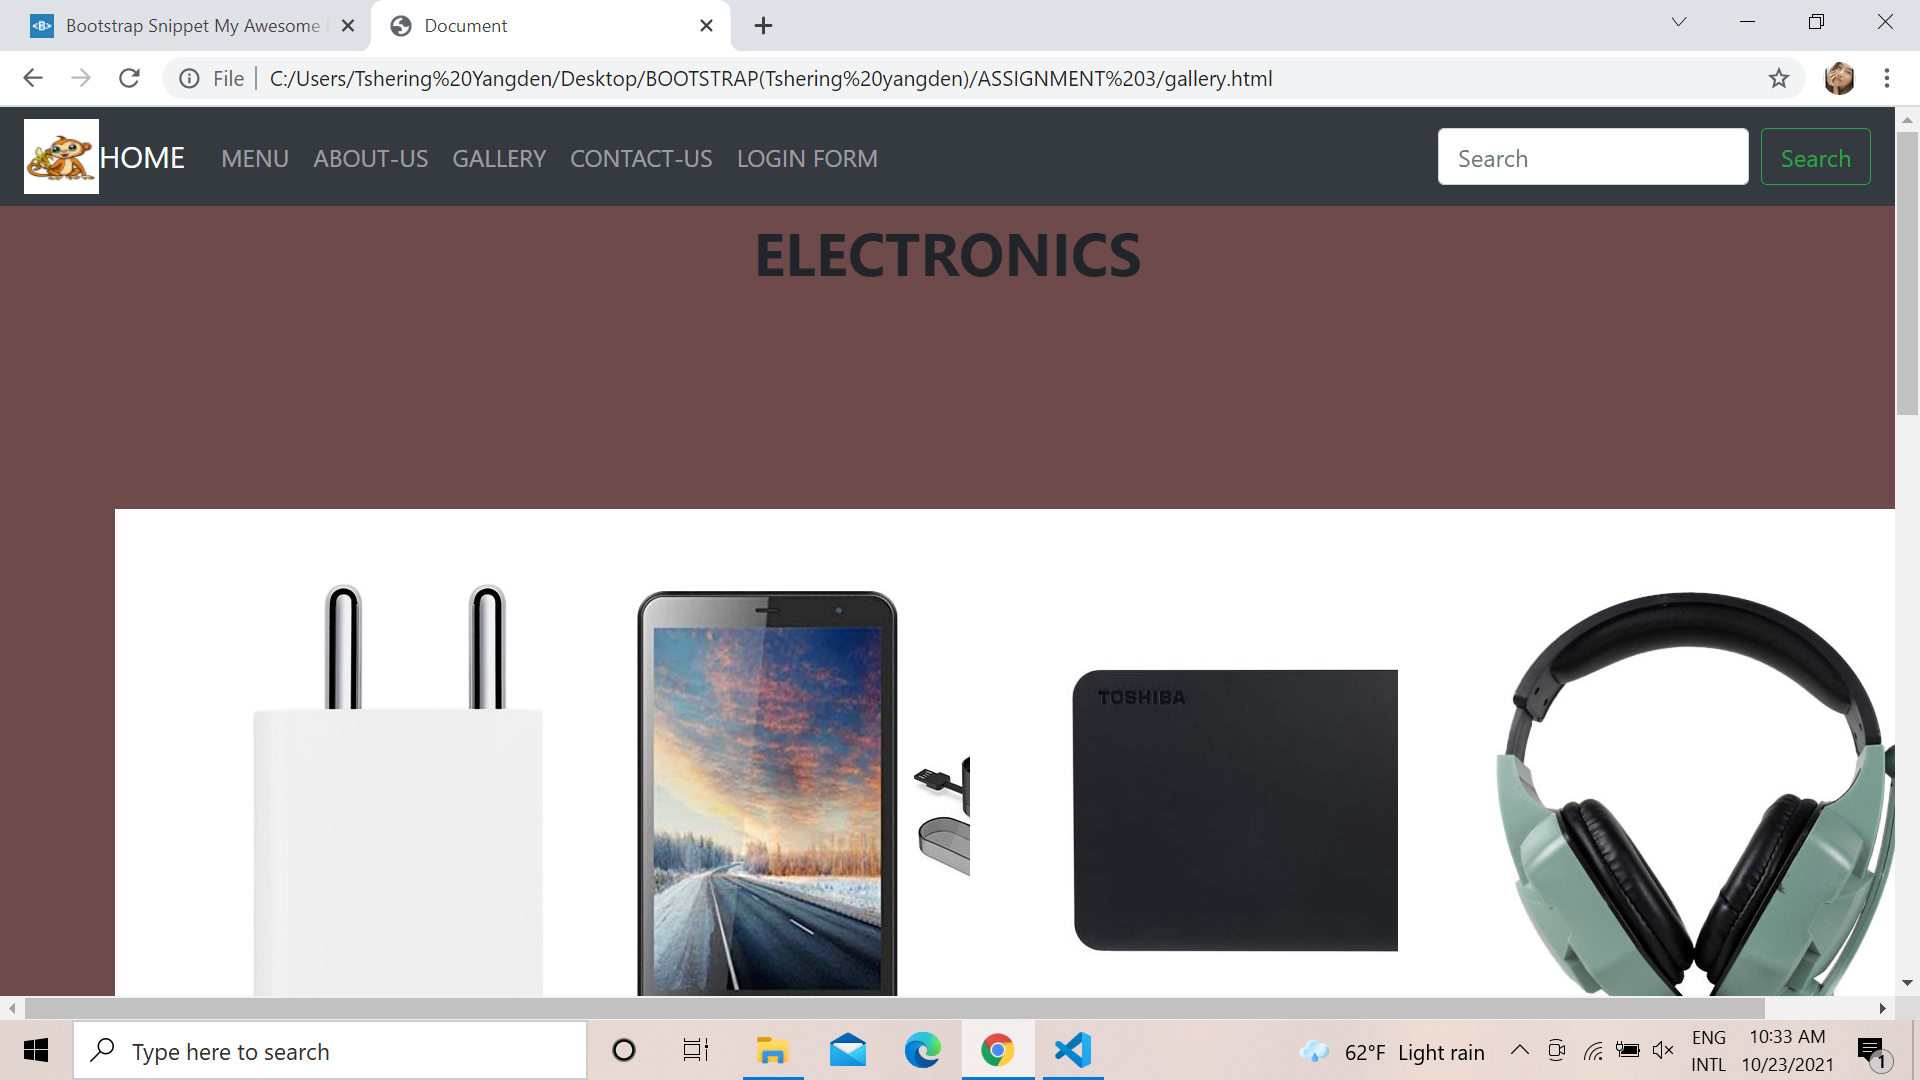 Bootstrap Snippet My Awesome
Document
File
C:/Users/Tshering%20Yangden/Desktop/BOOTSTRAP(Tshering%20yangden)/ASSIGNMENT%203/gallery.html
HOME MENU ABOUT-US GALLERY CONTACT-US LOGIN FORM Search Search
ELECTRONICS
TOSHIBA
Type here to search
62°F Light rain
ENG
INTL
10:33 AM
10/23/2021
1